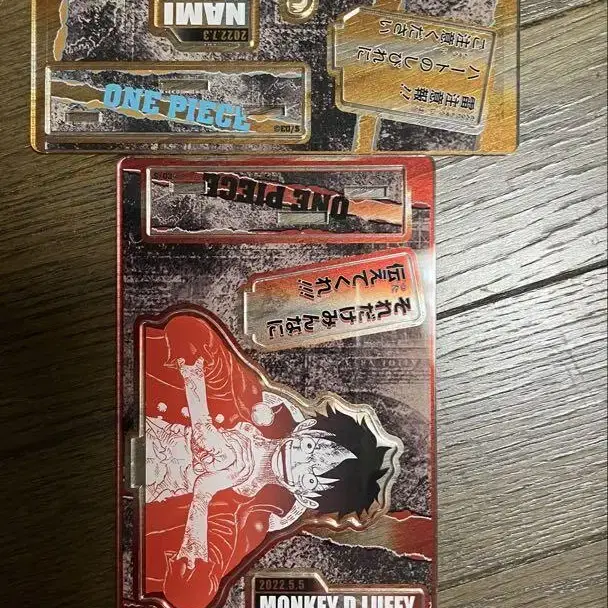 NAMI
2022.7.3
雷注意報!!
ハートのしびれに
ご注意ください
ONE PIECE
©EO/S
ONE PIECE
それだけみんなに
伝えてくれ!!!
2022.5.5
MONKEY D LUFFY